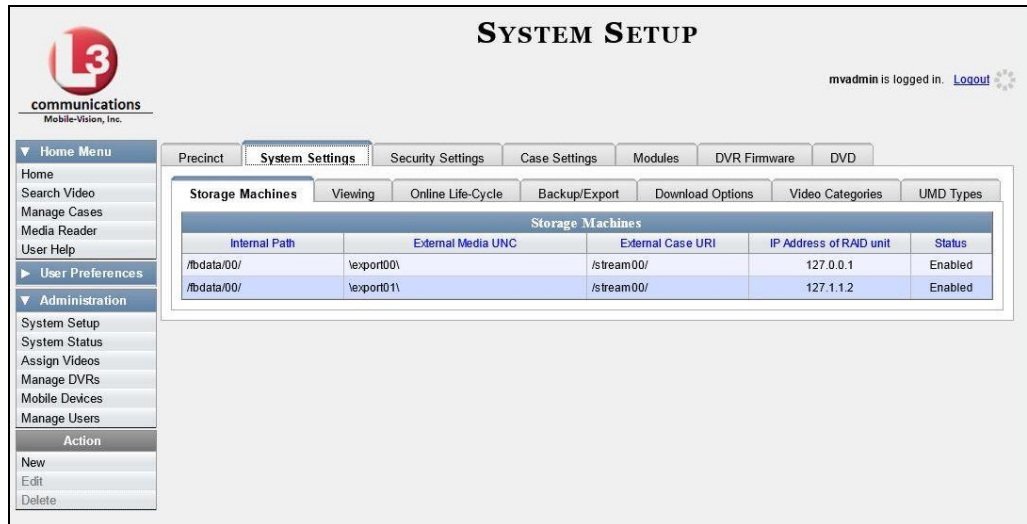 SYSTEM SETUP
L3
communications
Mobile-Vision, Inc.
mvadmin is logged in. Logout
▼ Home Menu
Home
Search Video
Manage Cases
Media Reader
User Help
▶ User Preferences
▼ Administration
System Setup
System Status
Assign Videos
Manage DVRs
Mobile Devices
Manage Users
Action
New
Edit
Delete
Precinct System Settings Security Settings Case Settings Modules DVR Firmware DVD
Storage Machines Viewing Online Life-Cycle Backup/Export Download Options Video Categories UMD Types
Storage Machines
Internal Path External Media UNC External Case URI IP Address of RAID unit Status
/fbdata/00/ \export00\ /stream00/ 127.0.0.1 Enabled
/fbdata/00/ \export01\ /stream00/ 127.1.1.2 Enabled